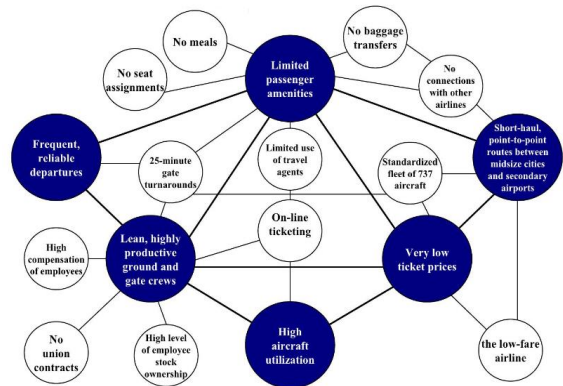 No meals
No baggage
transfers
Limited
passenger
amenities
No seat
assignments
No
connections
with other
airlines
Frequent,
reliable
departures
25-minute
gate
turnarounds
Limited use
of travel
agents
Standardized
fleet of 737
aircraft
Short-haul,
point-to-point
routes between
midsize cities
and secondary
airports
On-line
ticketing
High
compensation
of employees
Lean, highly
productive
ground and
gate crews
Very low
ticket prices
No
union
contracts
High level
of employee
stock
ownership
High
aircraft
utilization
the low-fare
airline